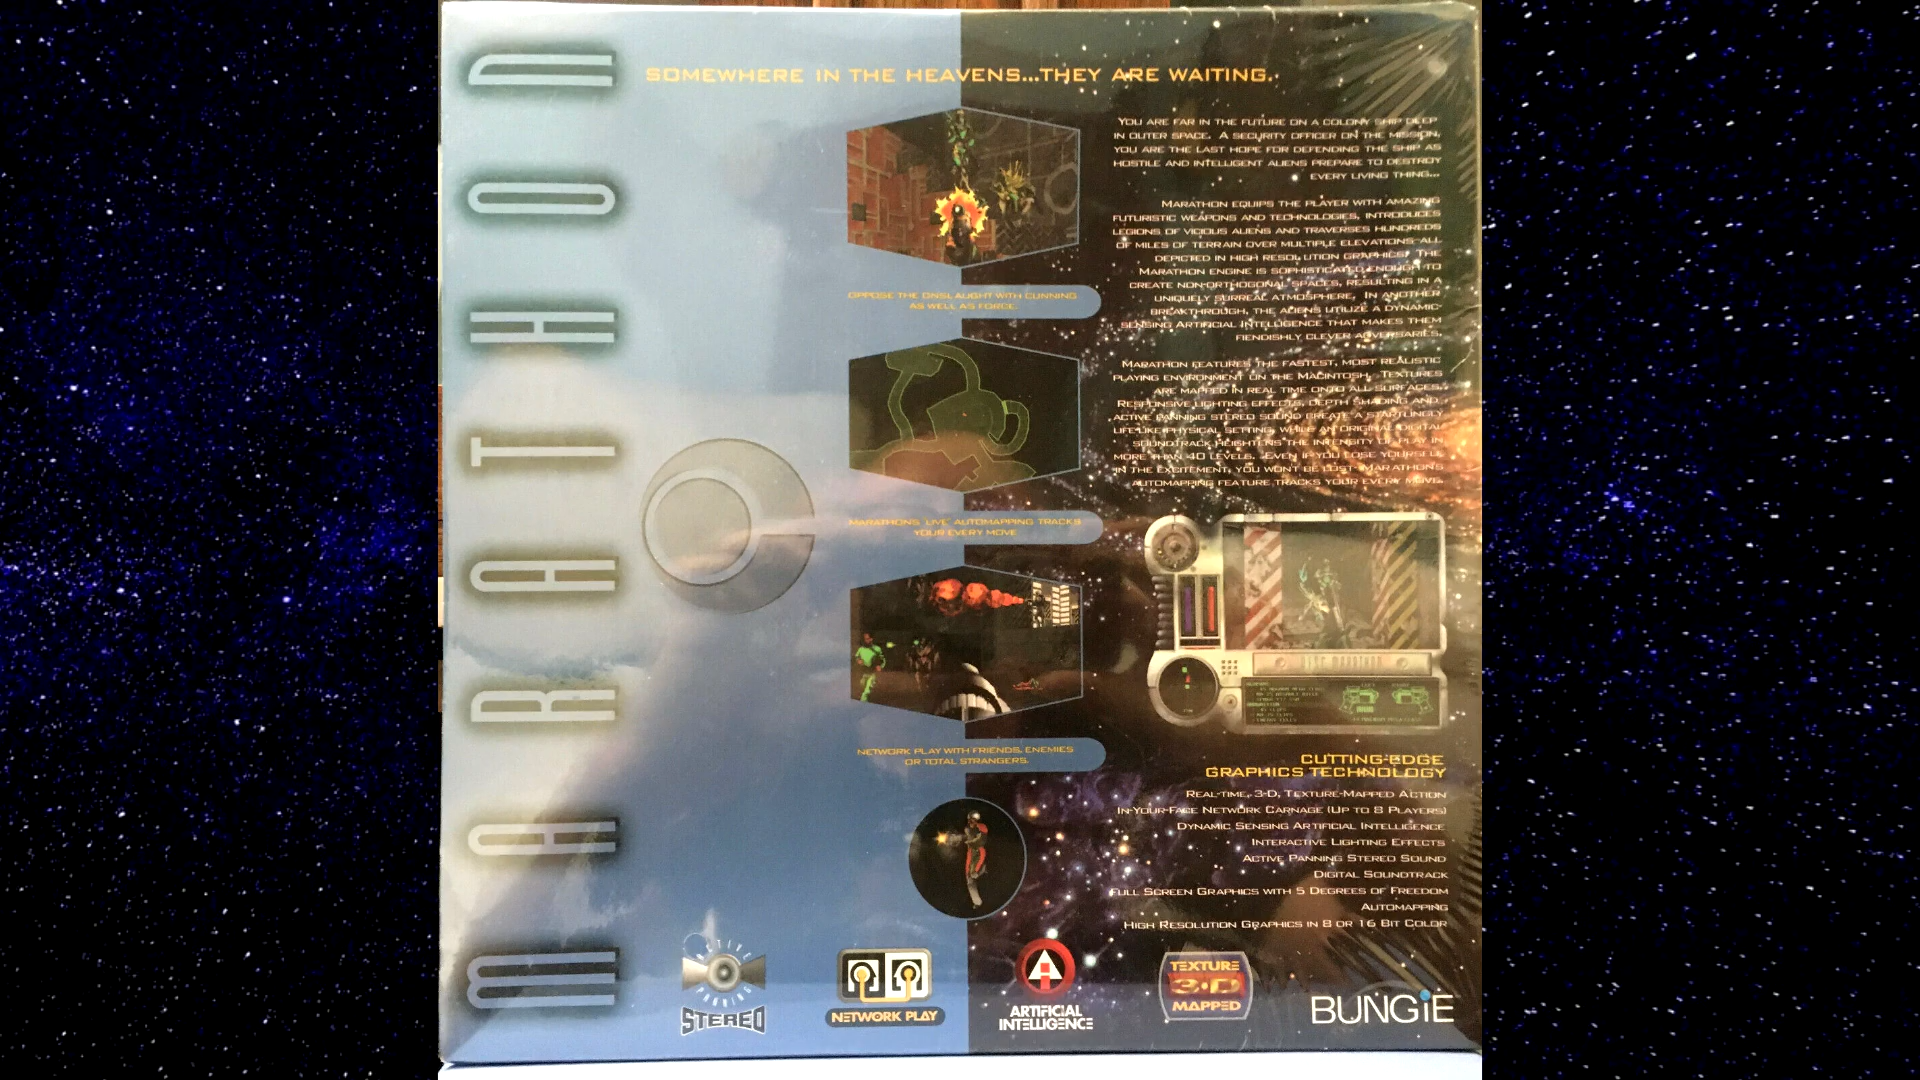 MARATHON
SOMEWHERE IN THE HEAVENS...THEY ARE WAITING.
YOU ARE FAR IN THE FUTURE ON A COLONY SHIP DEEP
IN OUTER SPACE. A SECURITY OFFICER ON THE MISSION,
YOU ARE THE LAST HOPE FOR DEFENDING THE SHIP AS
HOSTILE AND INTELLIGENT ALIENS PREPARE TO DESTROY
EVERY LIVING THING...
MARATHON EQUIPS THE PLAYER WITH AMAZING
FUTURISTIC WEAPONS AND TECHNOLOGIES, INTRODUCES
LEGIONS OF VICIOUS ALIENS AND TRAVERSES HUNDREDS
OF MILES OF TERRAIN OVER MULTIPLE ELEVATIONS-ALL
DEPICTED IN HIGH RESOLUTION GRAPHICS. THE
MARATHON ENGINE IS SOPHISTICATED ENOUGH TO
CREATE NON-ORTHOGONAL SPACES, RESULTING IN A
UNIQUELY SURREAL ATMOSPHERE. IN ANOTHER
BREAKTHROUGH, THE ALIENS UTILIZE A DYNAMIC-
SENSING ARTIFICIAL INTELLIGENCE THAT MAKES THEM
FIENDISHLY CLEVER ADVERSARIES.
MARATHON FEATURES THE FASTEST, MOST REALISTIC
PLAYING ENVIRONMENT ON THE MACINTOSH. TEXTURES
ARE MAPPED IN REAL TIME ONTO ALL SURFACES.
RESPONSIVE LIGHTING EFFECTS, DEPTH SHADING AND
ACTIVE PANNING STEREO SOUND CREATE A STARTLINGLY
LIFE-LIKE PHYSICAL SETTING, WHILE AN ORIGINAL DIGITAL
SOUNDTRACK HEIGHTENS THE INTENSITY OF PLAY IN
MORE THAN 40 LEVELS. EVEN IF YOU LOSE YOURSELF
IN THE EXCITEMENT, YOU WON'T BE LOST-MARATHON'S
AUTOMAPPING FEATURE TRACKS YOUR EVERY MOVE.
OPPOSE THE ONSLAUGHT WITH CUNNING
AS WELL AS FORCE.
MARATHONS 'LIVE' AUTOMAPPING TRACKS
YOUR EVERY MOVE
NETWORK PLAY WITH FRIENDS, ENEMIES
OR TOTAL STRANGERS.
CUTTING-EDGE
GRAPHICS TECHNOLOGY
REAL-TIME, 3-D, TEXTURE-MAPPED ACTION
IN-YOUR-FACE NETWORK CARNAGE (UP TO 8 PLAYERS)
DYNAMIC SENSING ARTIFICIAL INTELLIGENCE
INTERACTIVE LIGHTING EFFECTS
ACTIVE PANNING STEREO SOUND
DIGITAL SOUNDTRACK
FULL SCREEN GRAPHICS WITH 5 DEGREES OF FREEDOM
AUTOMAPPING
HIGH RESOLUTION GRAPHICS IN 8 OR 16 BIT COLOR
ACTIVE
PANNING
STEREO
NETWORK PLAY
ARTIFICIAL
INTELLIGENCE
TEXTURE
3-D
MAPPED
BUNGiE